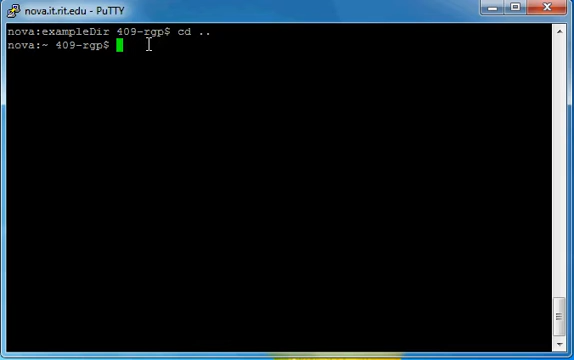 nova.it.rit.edu - PuTTY
nova:exampleDir 409-rgp$ cd ..
nova:~ 409-rgp$